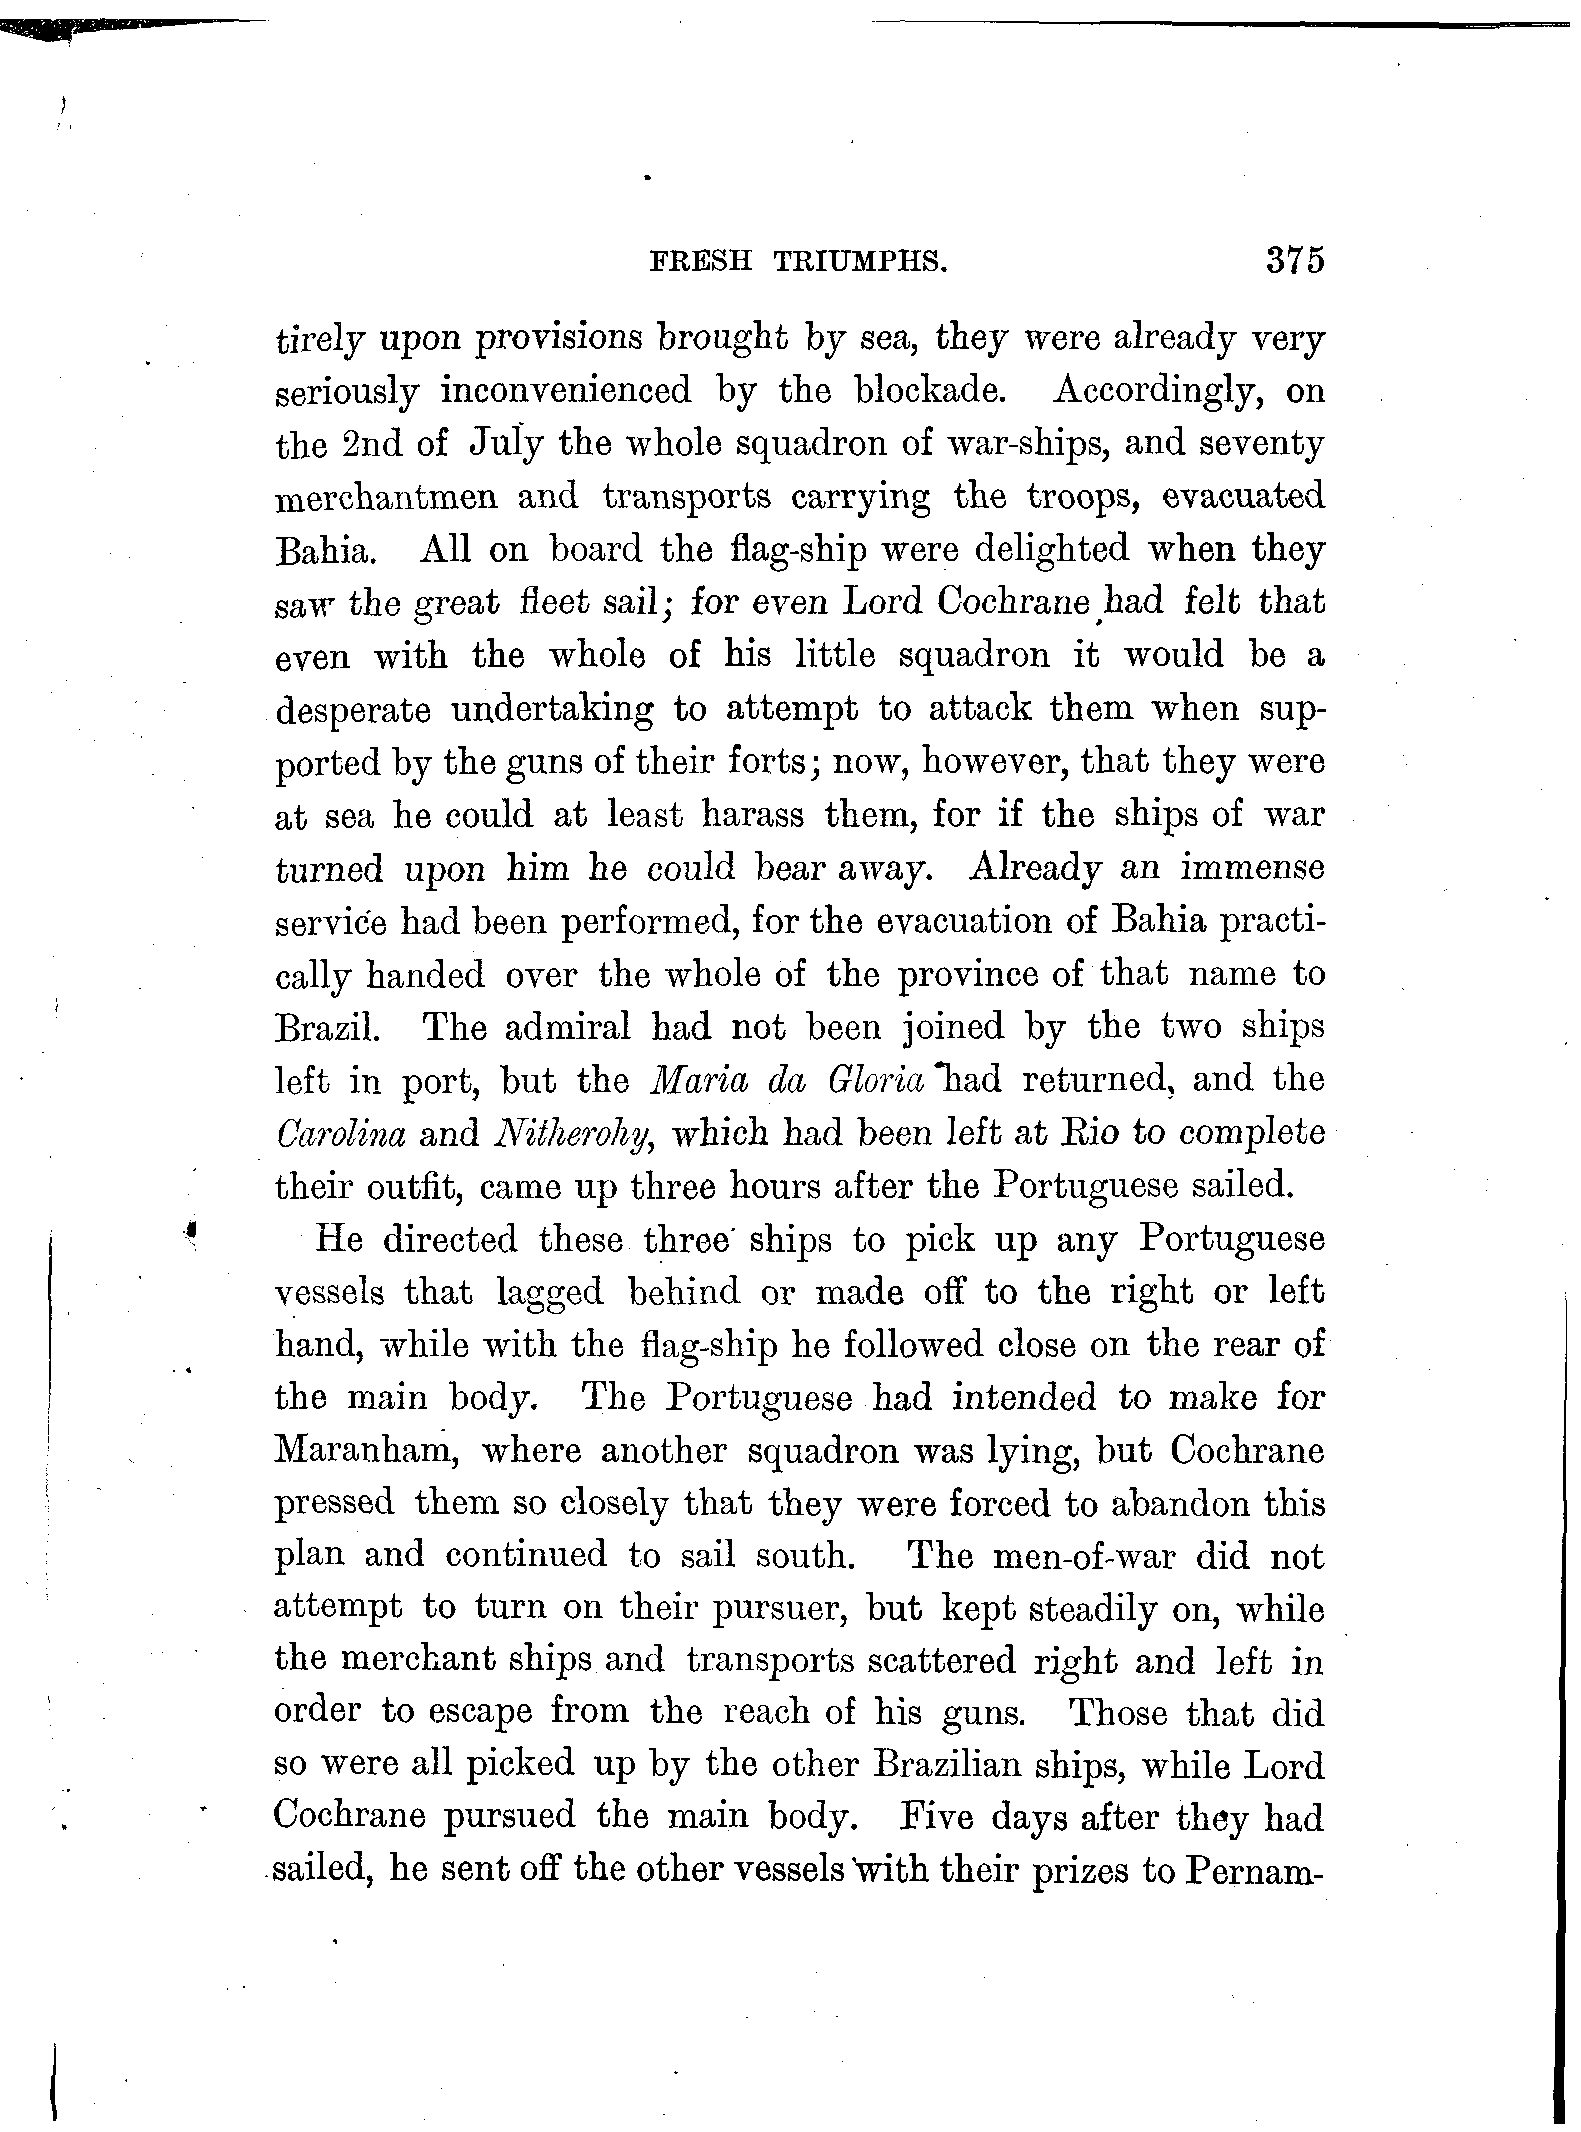 FRESH TRIUMPHS. 375
tirely upon provisions brought by sea, they were already very
seriously inconvenienced by the blockade. Accordingly, on
the 2nd of July the whole squadron of war-ships, and seventy
merchantmen and transports carrying the troops, evacuated
Bahia. All on board the flag-ship were delighted when they
saw the great fleet sail; for even Lord Cochrane had felt that
even with the whole of his little squadron it would be a
desperate undertaking to attempt to attack them when sup-
ported by the guns of their forts; now, however, that they were
at sea he could at least harass them, for if the ships of war
turned upon him he could bear away. Already an immense
service had been performed, for the evacuation of Bahia practi-
cally handed over the whole of the province of that name to
Brazil. The admiral had not been joined by the two ships
left in port, but the Maria da Gloria had returned, and the
Carolina and Nitherohy, which had been left at Rio to complete
their outfit, came up three hours after the Portuguese sailed.
He directed these three ships to pick up any Portuguese
vessels that lagged behind or made off to the right or left
hand, while with the flag-ship he followed close on the rear of
the main body. The Portuguese had intended to make for
Maranham, where another squadron was lying, but Cochrane
pressed them so closely that they were forced to abandon this
plan and continued to sail south. The men-of-war did not
attempt to turn on their pursuer, but kept steadily on, while
the merchant ships and transports scattered right and left in
order to escape from the reach of his guns. Those that did
so were all picked up by the other Brazilian ships, while Lord
Cochrane pursued the main body. Five days after they had
sailed, he sent off the other vessels with their prizes to Pernam-